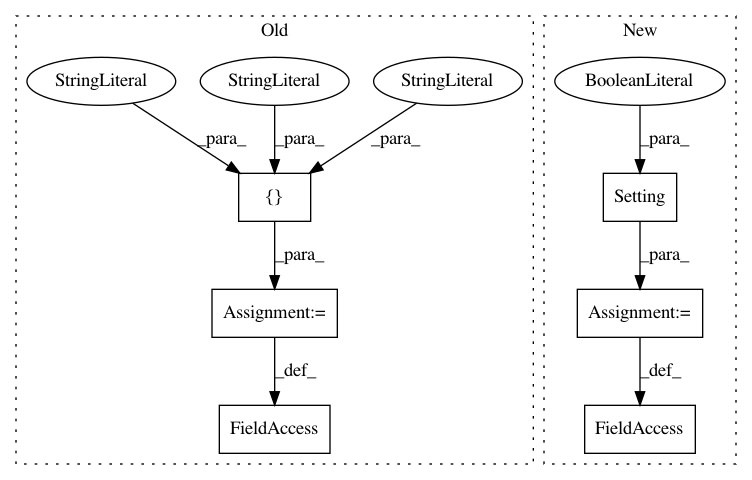 Old
New
StringLiteral
StringLiteral
StringLiteral
BooleanLiteral
_para_
_para_
_para_
_para_
{}
Setting
_para_
_para_
Assignment:=
Assignment:=
_def_
_def_
FieldAccess
FieldAccess